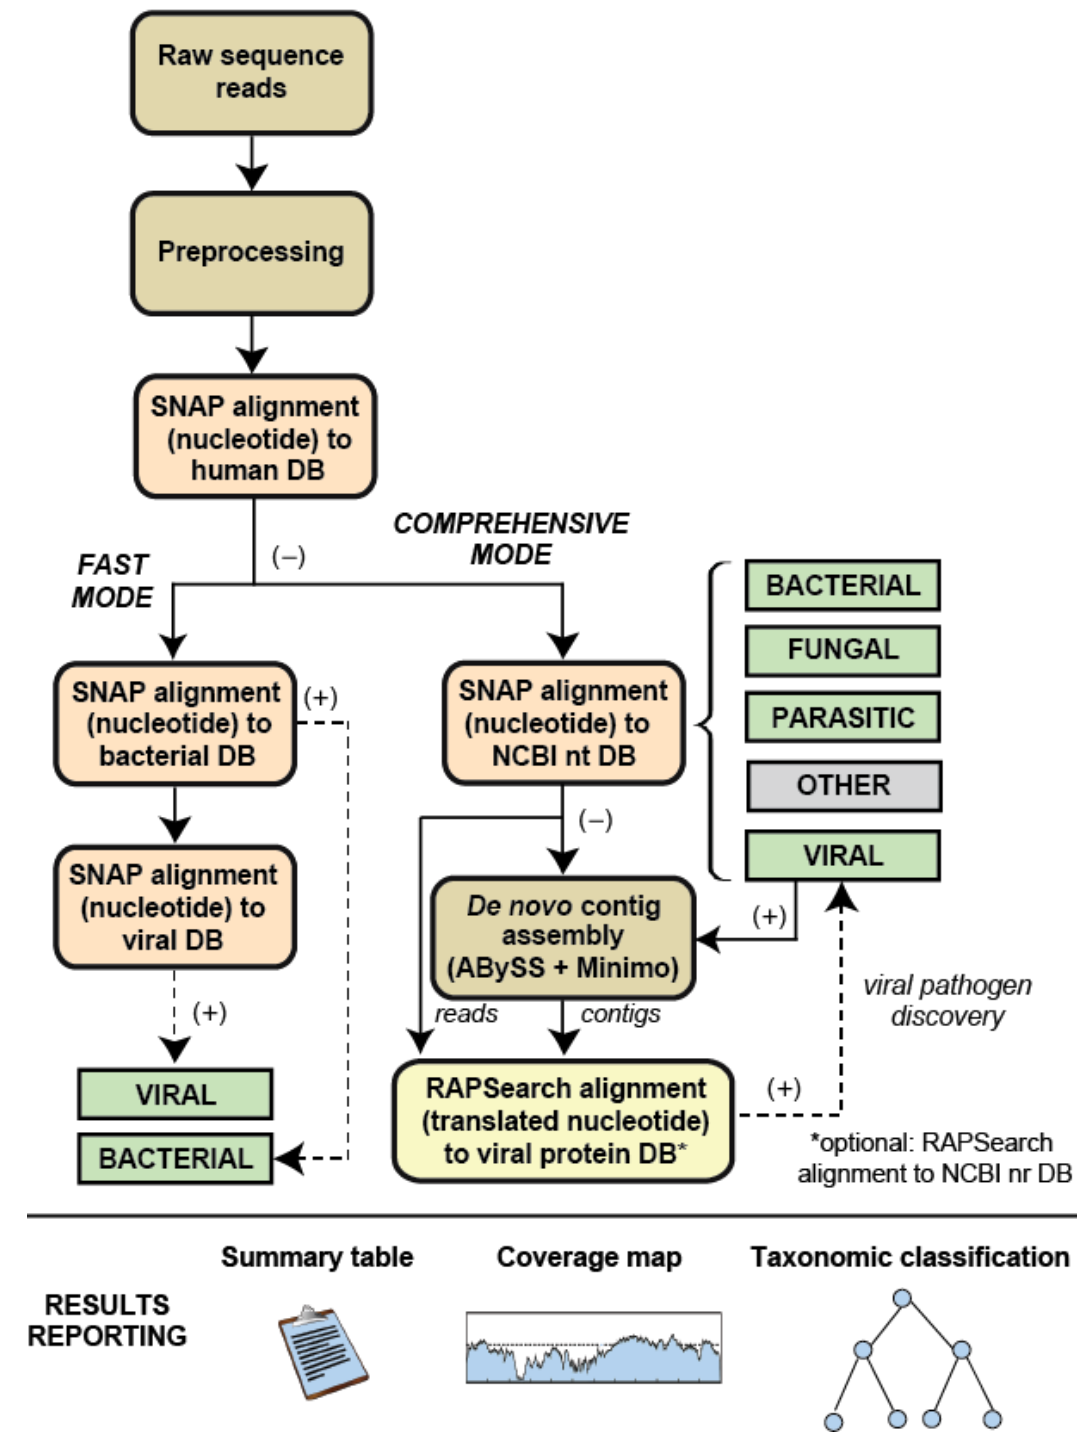 Raw sequence
reads
Preprocessing
SNAP alignment
(nucleotide) to
human DB
(–)
FAST
MODE
COMPREHENSIVE
MODE
SNAP alignment
(nucleotide) to
bacterial DB
(+)
SNAP alignment
(nucleotide) to
viral DB
(+)
VIRAL
BACTERIAL
SNAP alignment
(nucleotide) to
NCBI nt DB
(–)
BACTERIAL
FUNGAL
PARASITIC
OTHER
VIRAL
(+)
De novo contig
assembly
(ABySS + Minimo)
reads
contigs
RAPSearch alignment
(translated nucleotide)
to viral protein DB*
(+)
viral pathogen
discovery
*optional: RAPSearch
alignment to NCBI nr DB
RESULTS
REPORTING
Summary table
Coverage map
Taxonomic classification